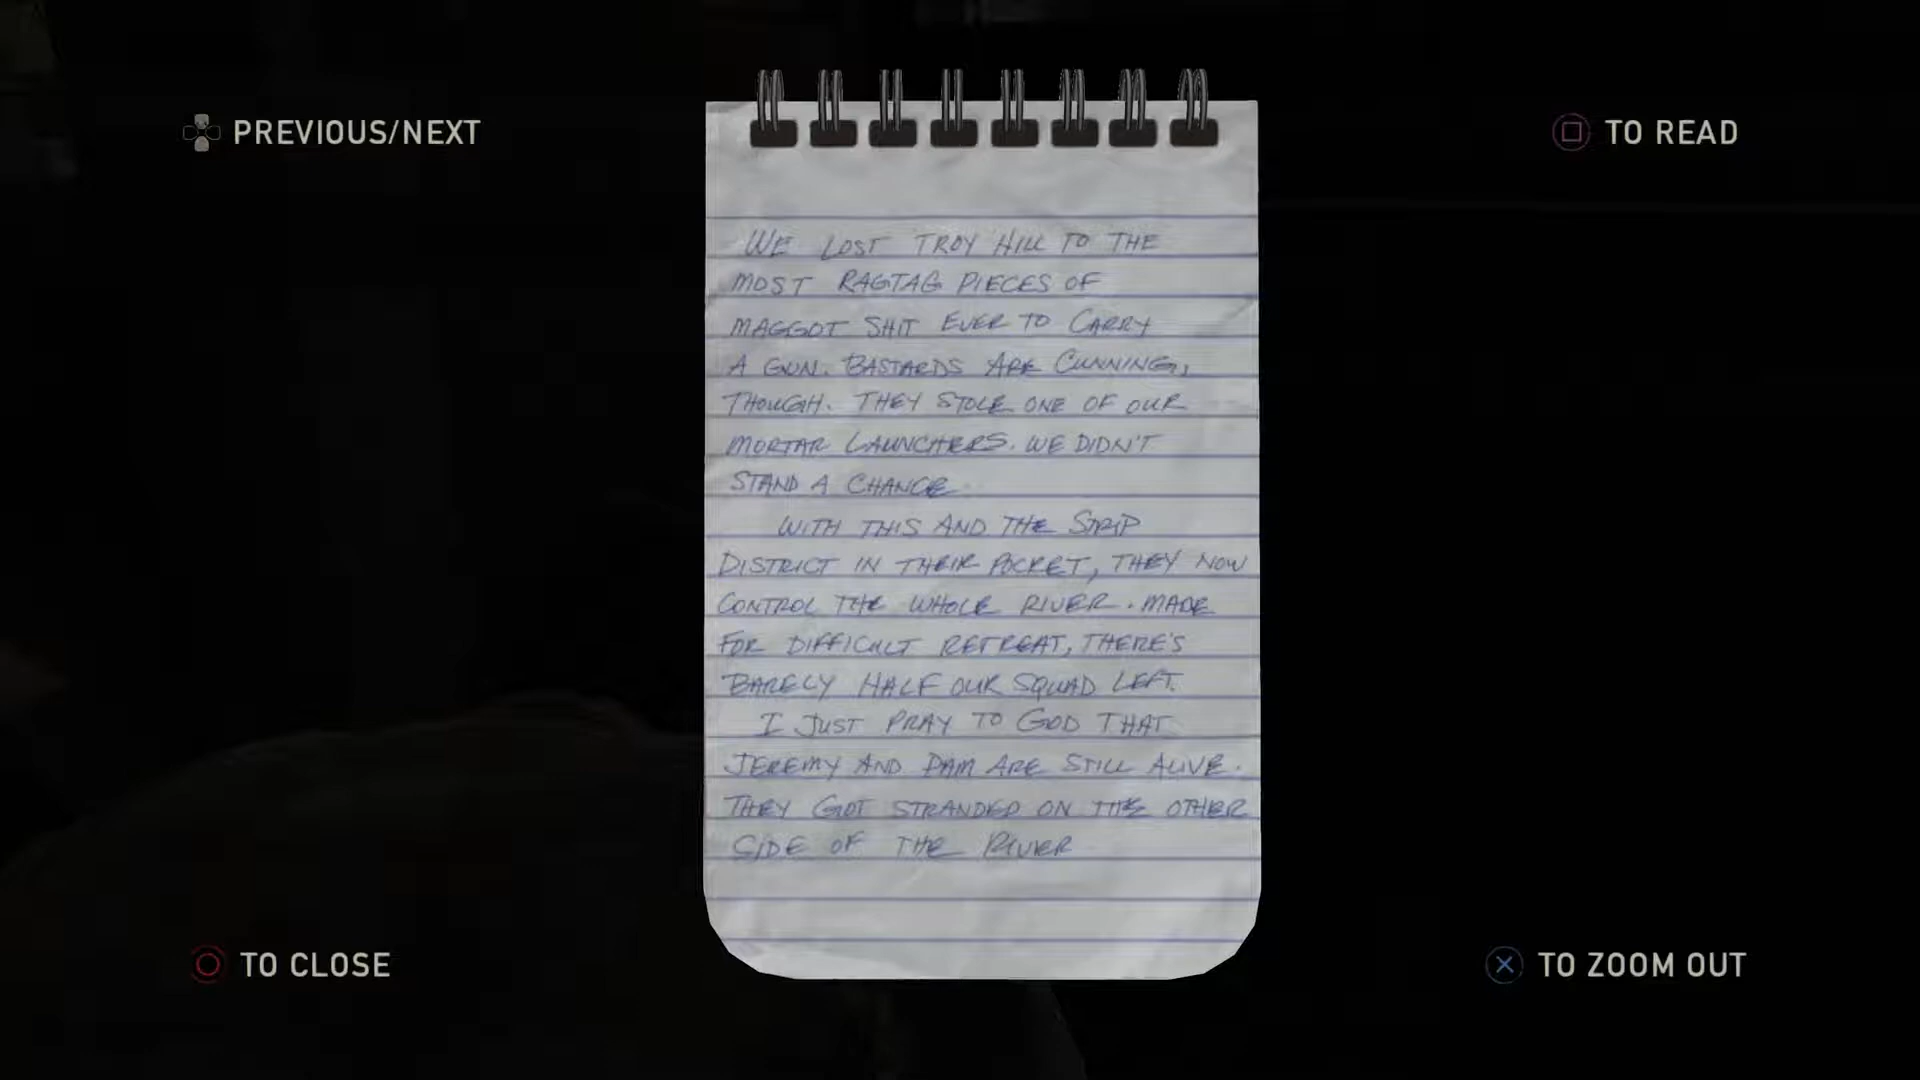 PREVIOUS/NEXT
TO READ
WE LOST TROY HILL TO THE
MOST RAGTAG PIECES OF
MAGGOT SHIT EVER TO CARRY
A GUN. BASTARDS ARE CUNNING,
THOUGH. THEY STOLE ONE OF OUR
MORTAR LAUNCHERS. WE DIDN'T
STAND A CHANCE.
WITH THIS AND THE STRIP
DISTRICT IN THEIR POCKET, THEY NOW
CONTROL THE WHOLE RIVER. MADE
FOR DIFFICULT RETREAT, THERE'S
BARELY HALF OUR SQUAD LEFT.
I JUST PRAY TO GOD THAT
JEREMY AND PAM ARE STILL ALIVE.
THEY GOT STRANDED ON THE OTHER
SIDE OF THE RIVER
TO CLOSE
TO ZOOM OUT